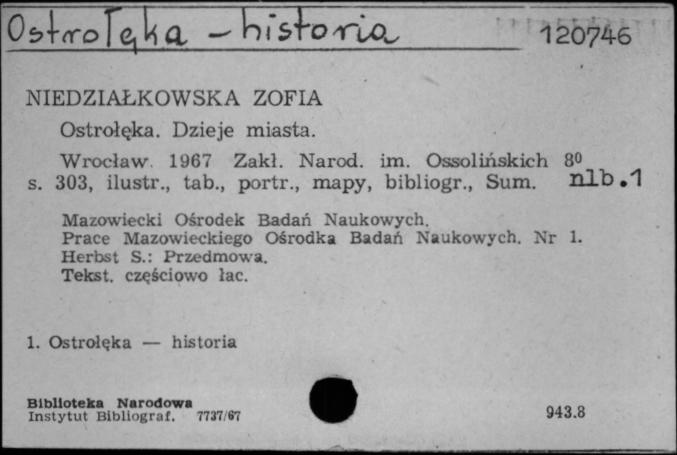 Ostrołęka - historia 120746
NIEDZIAŁKOWSKA ZOFIA
Ostrołęka. Dzieje miasta.
Wrocław. 1967 Zakł. Narod. im. Ossolińskich 8⁰
s. 303, ilustr., tab., portr., mapy, bibliogr., Sum. nlb.1
Mazowiecki Ośrodek Badań Naukowych.
Prace Mazowieckiego Ośrodka Badań Naukowych. Nr 1.
Herbst S.: Przedmowa.
Tekst. częściowo łac.
1. Ostrołęka — historia
Biblioteka Narodowa
Instytut Bibliograf. 7737/67 943.8